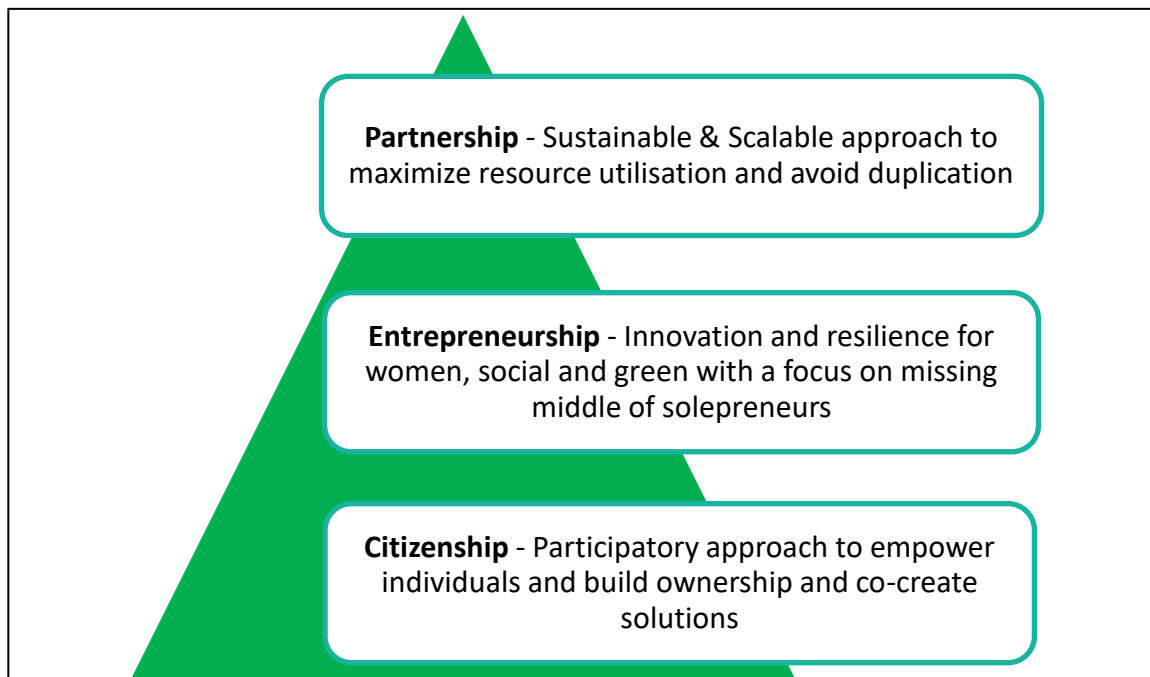 Partnership - Sustainable & Scalable approach to
maximize resource utilisation and avoid duplication
Entrepreneurship - Innovation and resilience for
women, social and green with a focus on missing
middle of solepreneurs
Citizenship - Participatory approach to empower
individuals and build ownership and co-create
solutions